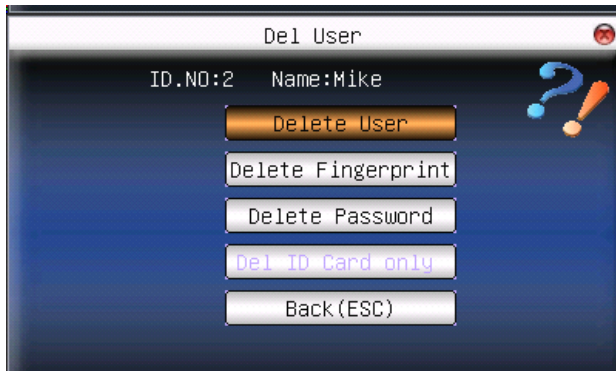 Del User
ID.NO:2 Name:Mike
Delete User
Delete Fingerprint
Delete Password
Del ID Card only
Back(ESC)